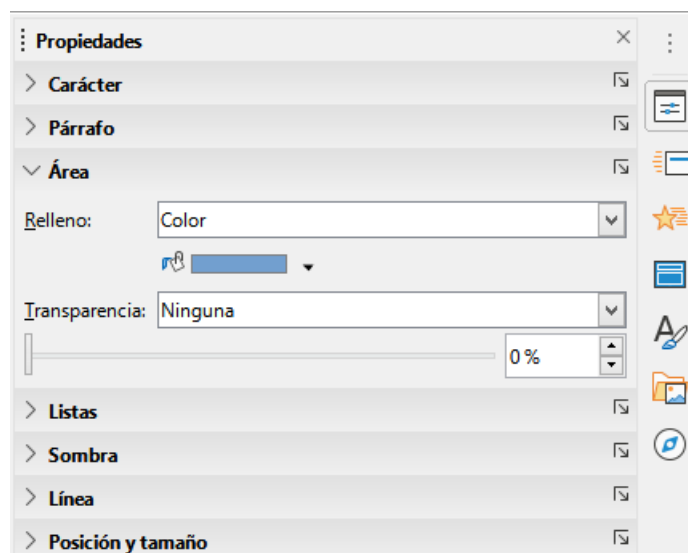 Propiedades
Carácter
Párrafo
Área
Relleno: Color
Transparencia: Ninguna
0 %
Listas
Sombra
Línea
Posición y tamaño